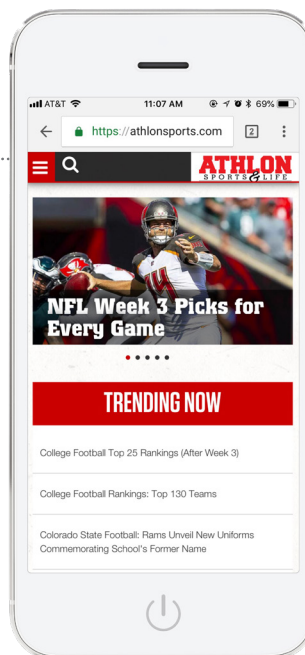 AT&T 11:07 AM 69%
https://athlonsports.com 2
ATHLON
SPORTS & LIFE
14
NFL Week 3 Picks for
Every Game
TRENDING NOW
College Football Top 25 Rankings (After Week 3)
College Football Rankings: Top 130 Teams
Colorado State Football: Rams Unveil New Uniforms
Commemorating School's Former Name